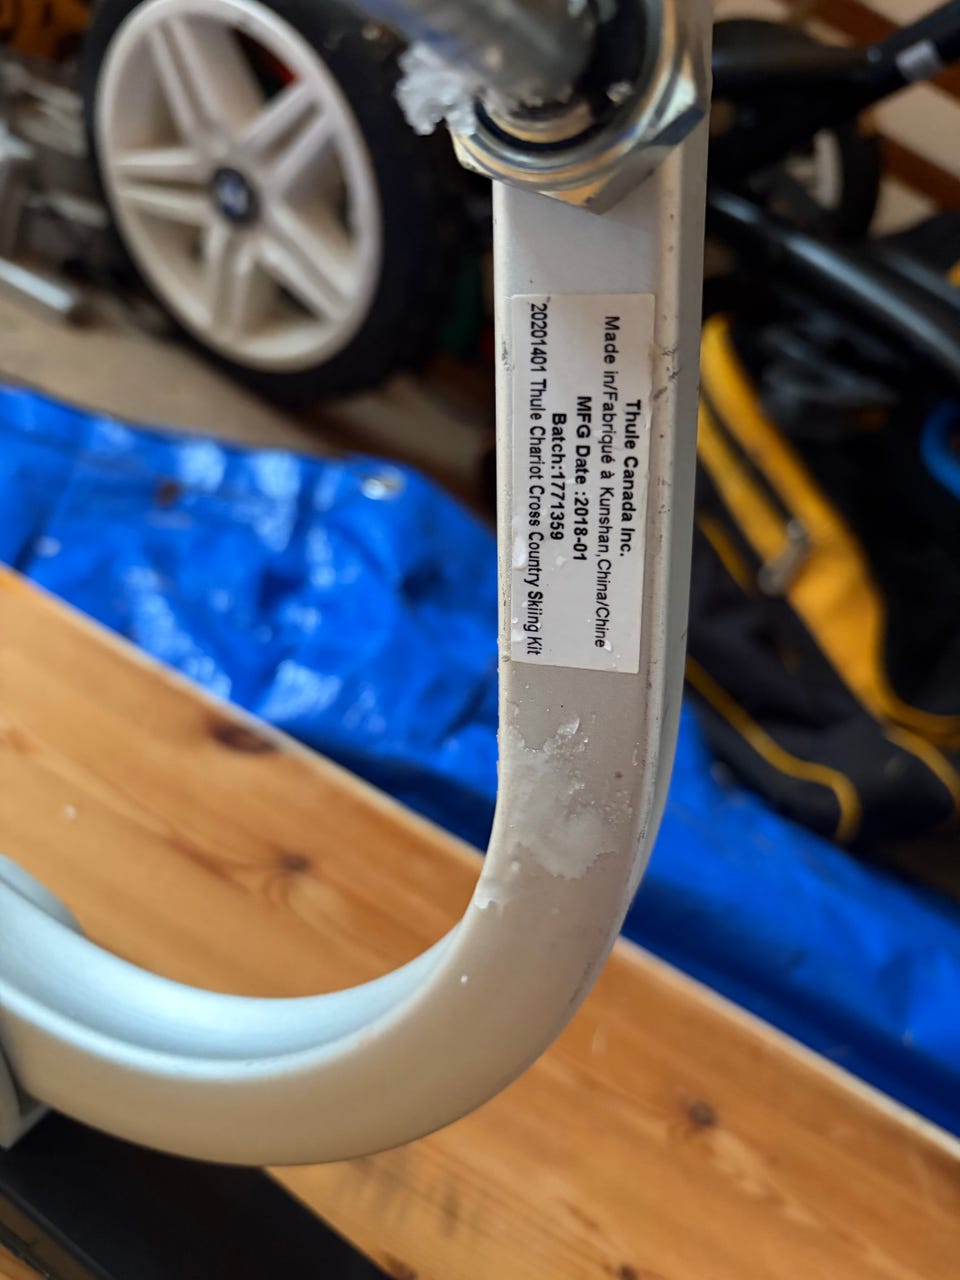 Thule Canada Inc.
Made in/Fabriqué à Kunshan,China/Chine
MFG Date :2018-01
Batch:1771359
20201401 Thule Chariot Cross Country Skiing Kit